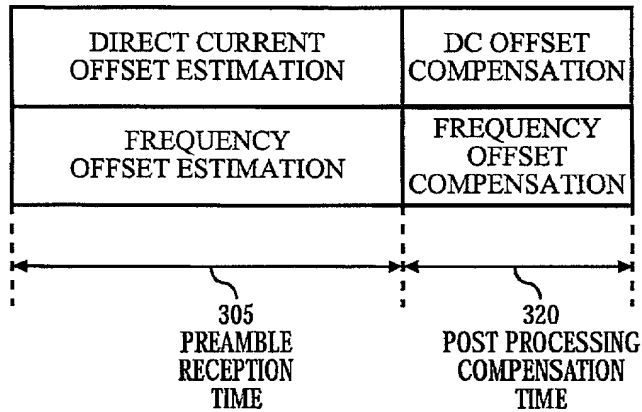 DIRECT CURRENT
OFFSET ESTIMATION
DC OFFSET
COMPENSATION
FREQUENCY
OFFSET ESTIMATION
FREQUENCY
OFFSET
COMPENSATION
305
PREAMBLE
RECEPTION
TIME
320
POST PROCESSING
COMPENSATION
TIME